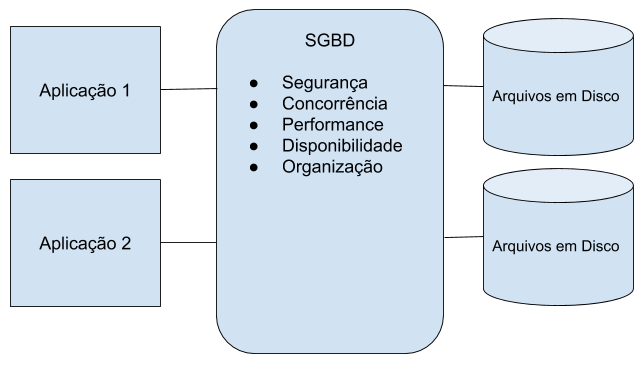 Aplicação 1
SGBD
● Segurança
● Concorrência
● Performance
● Disponibilidade
● Organização
Arquivos em Disco
Aplicação 2
Arquivos em Disco